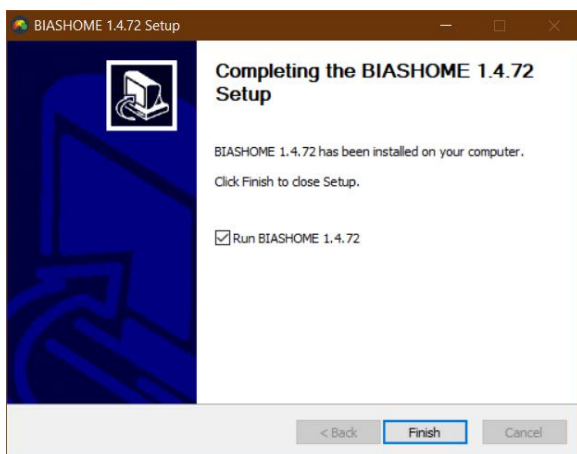 BIASHOME 1.4.72 Setup
Completing the BIASHOME 1.4.72
Setup
BIASHOME 1.4.72 has been installed on your computer.
Click Finish to close Setup.
Run BIASHOME 1.4.72
< Back Finish Cancel